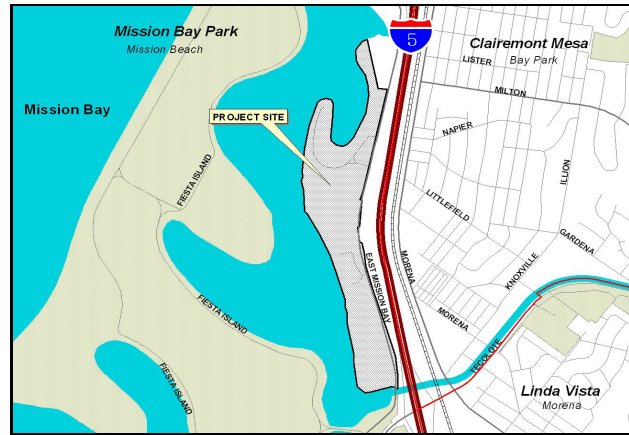 Mission Bay Park
Mission Beach
5
Clairemont Mesa
Bay Park
LISTER
MILTON
Mission Bay
PROJECT SITE
NAPIER
ILLION
FIESTA ISLAND
LITTLEFIELD
GARDENA
KNOXVILLE
EAST MISSION BAY
MORENA
FIESTA ISLAND
MORENA
TECOLOTE
FIESTA ISLAND
Linda Vista
Morena